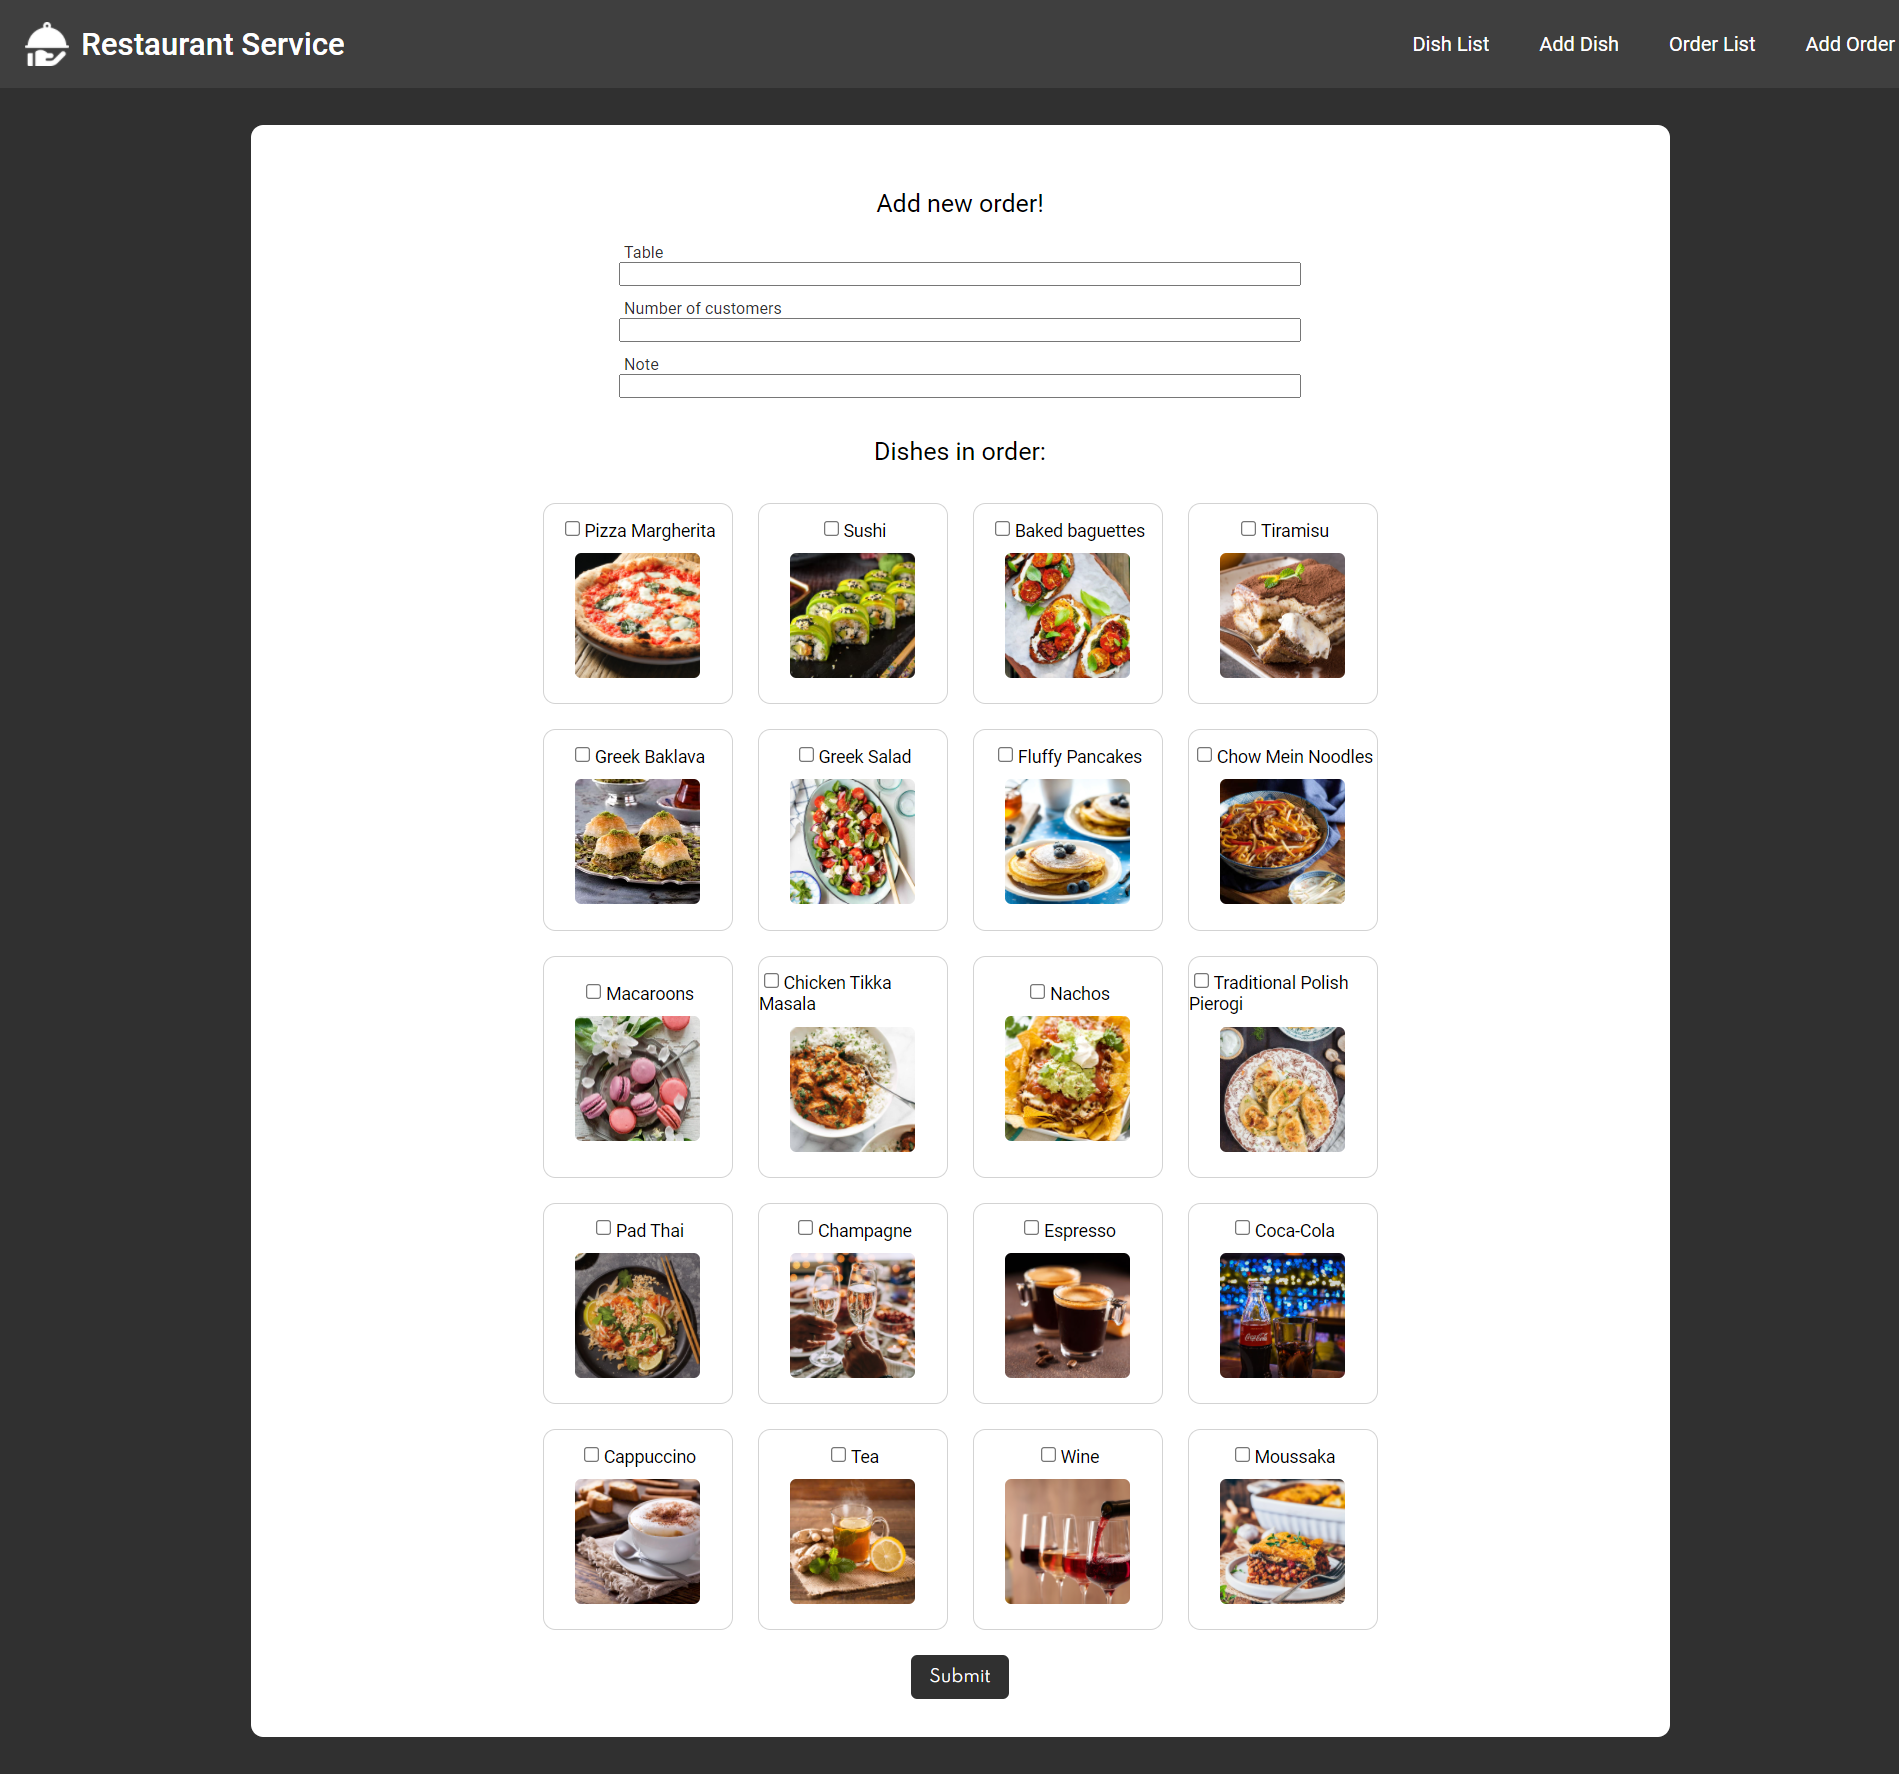 Restaurant Service
Dish List
Add Dish
Order List
Add Order
Add new order!
Table
Number of customers
Note
Dishes in order:
Pizza Margherita
Sushi
Baked baguettes
Tiramisu
Greek Baklava
Greek Salad
Fluffy Pancakes
Chow Mein Noodles
Macaroons
Chicken Tikka
Masala
Nachos
Traditional Polish
Pierogi
Pad Thai
Champagne
Espresso
Coca-Cola
Coca-Cola
Cappuccino
Tea
Wine
Moussaka
Submit